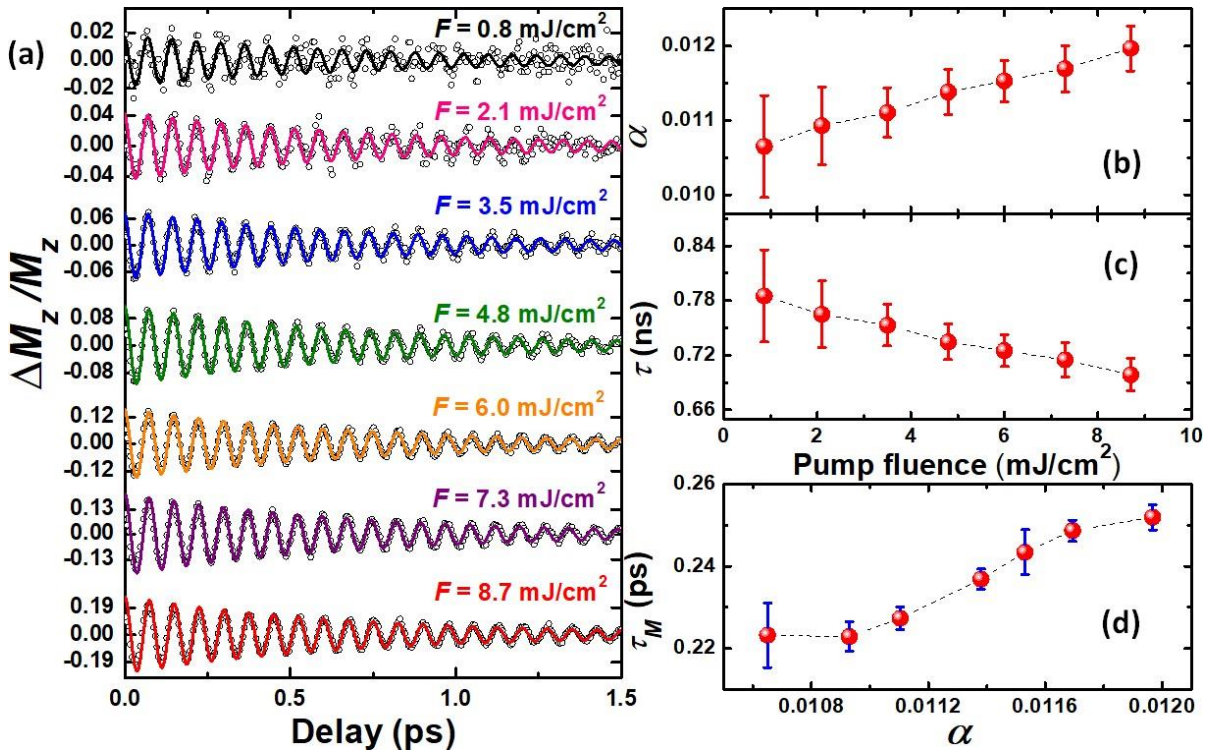 (a)
ΔM_z/M_z
0.02
0.00
-0.02
F = 0.8 mJ/cm²
0.04
0.00
-0.04
F = 2.1 mJ/cm²
0.06
0.00
-0.06
F = 3.5 mJ/cm²
0.08
0.00
-0.08
F = 4.8 mJ/cm²
0.12
0.00
-0.12
F = 6.0 mJ/cm²
0.13
0.00
-0.13
F = 7.3 mJ/cm²
0.19
0.00
-0.19
F = 8.7 mJ/cm²
0.0 0.5 1.0 1.5
Delay (ps)
0.012
0.011
0.010
α
(b)
0.84
0.78
0.72
0.66
τ (ns)
(c)
0 2 4 6 8 10
Pump fluence (mJ/cm²)
0.26
0.24
0.22
τ_M (ps)
(d)
0.0108 0.0112 0.0116 0.0120
α